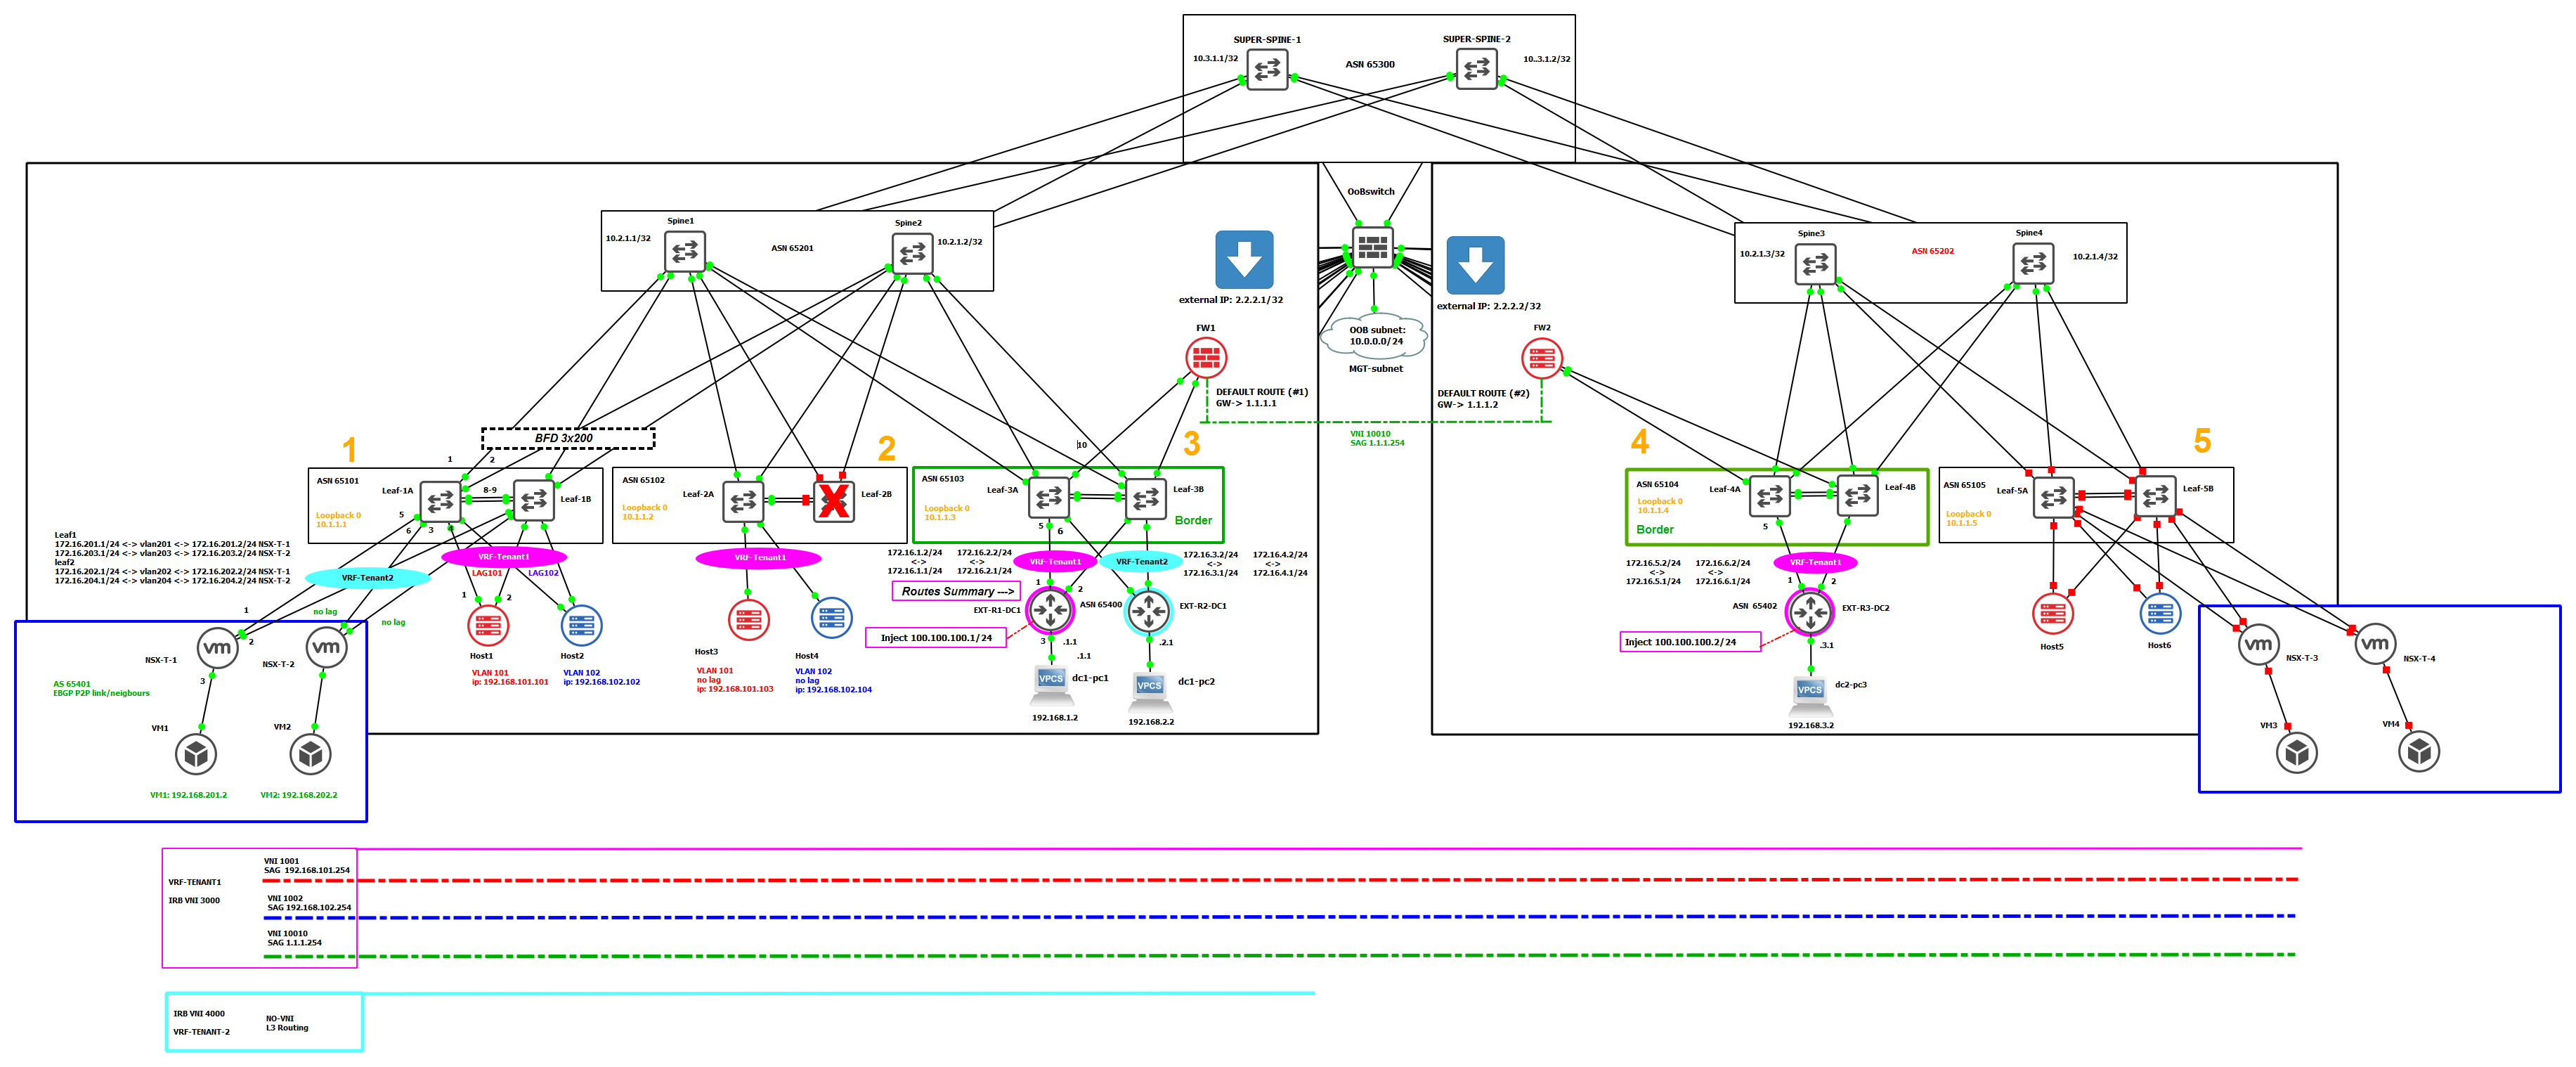 SUPER-SPINE-1
SUPER-SPINE-2
10.3.1.1/32
ASN 65300
10..3.1.2/32
OoBswitch
Spine1
Spine2
10.2.1.1/32
ASN 65201
10.2.1.2/32
Spine3
Spine4
10.2.1.3/32
ASN 65202
10.2.1.4/32
external IP: 2.2.2.1/32
external IP: 2.2.2.2/32
OOB subnet:
10.0.0.0/24
MGT-subnet
FW1
FW2
DEFAULT ROUTE (#1)
GW-> 1.1.1.1
DEFAULT ROUTE (#2)
GW-> 1.1.1.2
VNI 10010
SAG 1.1.1.254
BFD 3x200
1
2
3
4
5
1
2
10
ASN 65101
Leaf-1A
8-9
Leaf-1B
Loopback 0
10.1.1.1
5
6
3
4
ASN 65102
Leaf-2A
Leaf-2B
Loopback 0
10.1.1.2
X
ASN 65103
Leaf-3A
Leaf-3B
Loopback 0
10.1.1.3
5
6
Border
ASN 65104
Leaf-4A
Leaf-4B
Loopback 0
10.1.1.4
Border
5
ASN 65105
Leaf-5A
Leaf-5B
Loopback 0
10.1.1.5
Leaf1
172.16.201.1/24 <-> vlan201 <-> 172.16.201.2/24 NSX-T-1
172.16.203.1/24 <-> vlan203 <-> 172.16.203.2/24 NSX-T-2
leaf2
172.16.202.1/24 <-> vlan202 <-> 172.16.202.2/24 NSX-T-1
172.16.204.1/24 <-> vlan204 <-> 172.16.204.2/24 NSX-T-2
VRF-Tenant2
VRF-Tenant1
LAG101
LAG102
VRF-Tenant1
172.16.1.2/24
<->
172.16.1.1/24
172.16.2.2/24
<->
172.16.2.1/24
VRF-Tenant1
VRF-Tenant2
172.16.3.2/24
<->
172.16.3.1/24
172.16.4.2/24
<->
172.16.4.1/24
172.16.5.2/24
<->
172.16.5.1/24
172.16.6.2/24
<->
172.16.6.1/24
VRF-Tenant1
1
2
no lag
no lag
1
2
Routes Summary --->
1
2
EXT-R1-DC1
ASN 65400
EXT-R2-DC1
Inject 100.100.100.1/24
3
.1.1
.1.1
.2.1
1
2
ASN 65402
EXT-R3-DC2
Inject 100.100.100.2/24
.3.1
vm
vm
NSX-T-1
NSX-T-2
3
AS 65401
EBGP P2P link/neigbours
VM1
VM2
VM1: 192.168.201.2
VM2: 192.168.202.2
Host1
VLAN 101
ip: 192.168.101.101
Host2
VLAN 102
ip: 192.168.102.102
Host3
VLAN 101
no lag
ip: 192.168.101.103
Host4
VLAN 102
no lag
ip: 192.168.102.104
VPCS
dc1-pc1
192.168.1.2
VPCS
dc1-pc2
192.168.2.2
VPCS
dc2-pc3
192.168.3.2
Host5
Host6
vm
vm
NSX-T-3
NSX-T-4
VM3
VM4
VRF-TENANT1
IRB VNI 3000
VNI 1001
SAG 192.168.101.254
VNI 1002
SAG 192.168.102.254
VNI 10010
SAG 1.1.1.254
IRB VNI 4000
VRF-TENANT-2
NO-VNI
L3 Routing